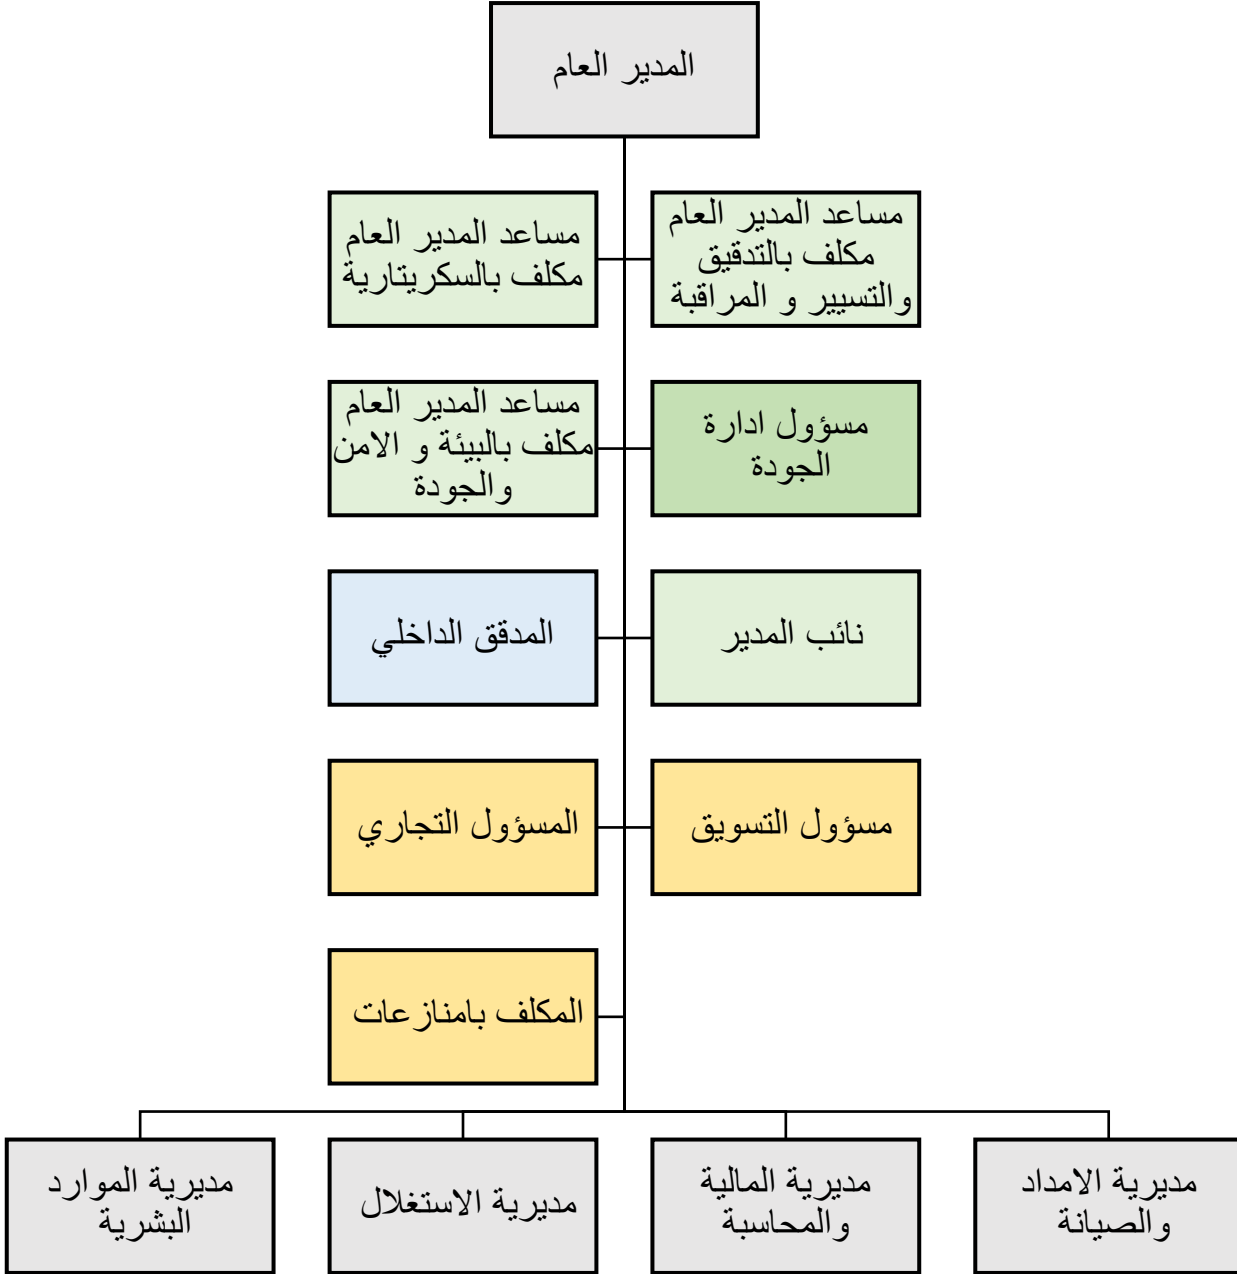 المدير العام
مساعد المدير العام
مكلف بالتدقيق
والتسيير و المراقبة
مساعد المدير العام
مكلف بالسكريتارية
مسؤول ادارة
الجودة
مساعد المدير العام
مكلف بالبيئة و الامن
والجودة
نائب المدير
المدقق الداخلي
مسؤول التسويق
المسؤول التجاري
المكلف بامنازعات
مديرية الامداد
والصيانة
مديرية المالية
والمحاسبة
مديرية الاستغلال
مديرية الموارد
البشرية